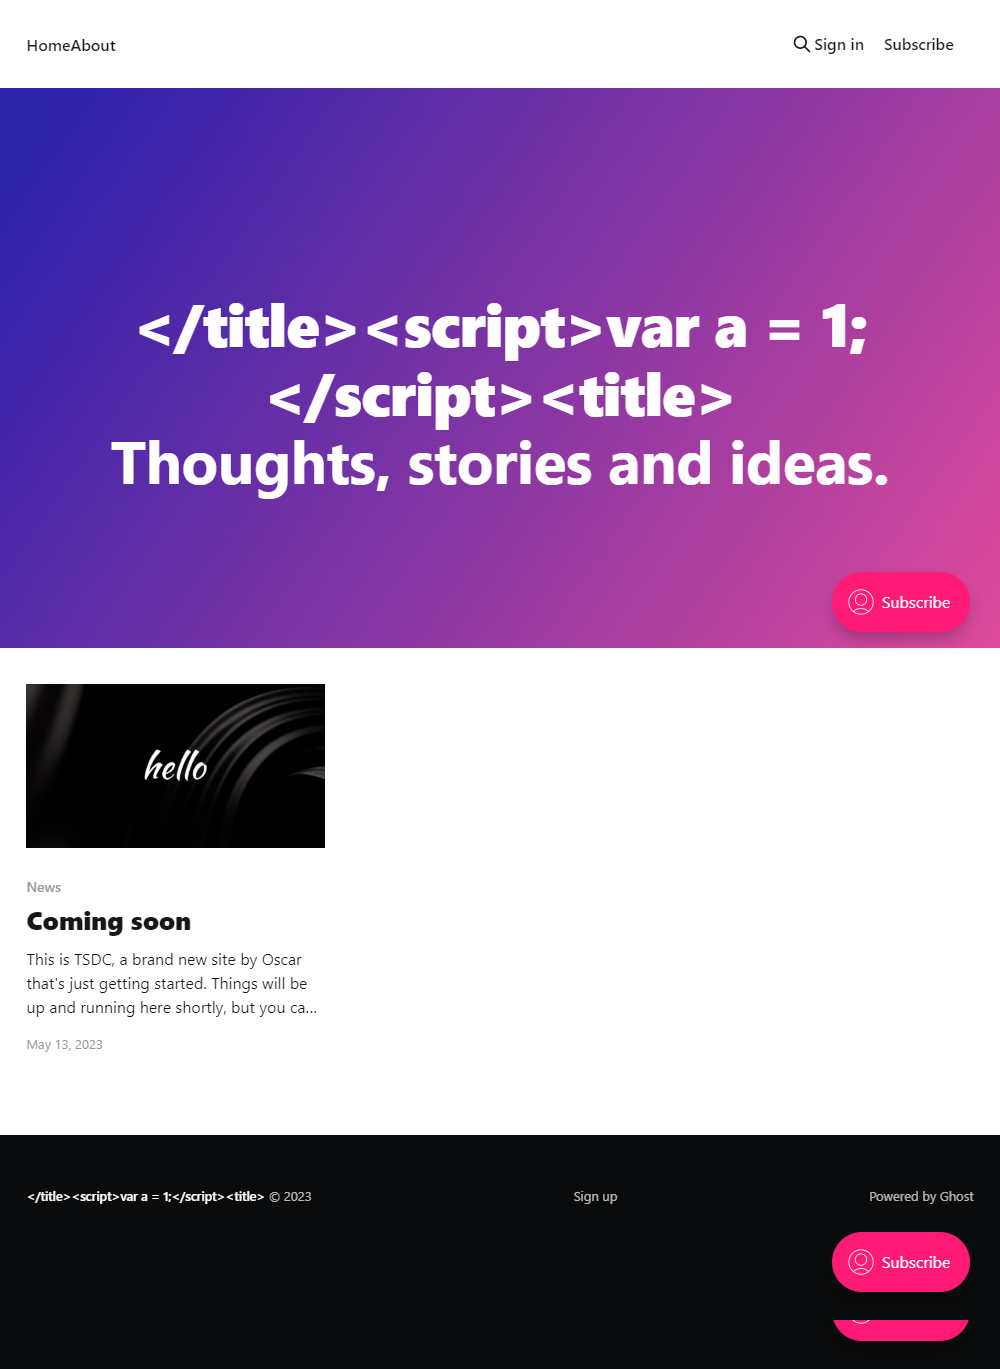 HomeAbout
Sign in
Subscribe
</title><script>var a = 1;
</script><title>
Thoughts, stories and ideas.
Subscribe
hello
News
Coming soon
This is TSDC, a brand new site by Oscar
that's just getting started. Things will be
up and running here shortly, but you ca...
May 13, 2023
</title><script>var a = 1;</script><title> © 2023
Sign up
Powered by Ghost
Subscribe